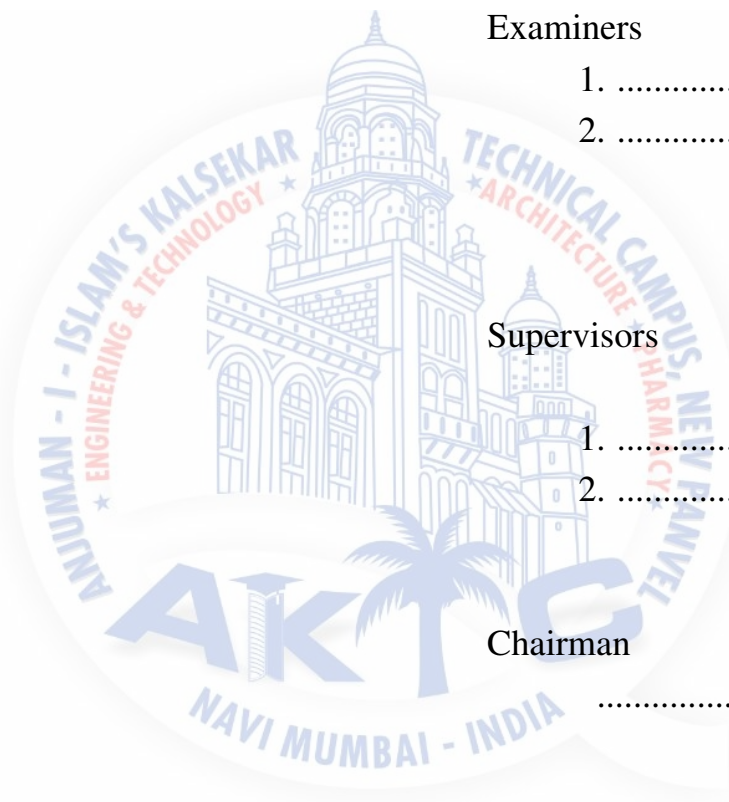 Examiners
1. .............
2. .............
Supervisors
1. .............
2. .............
Chairman
...............
ANJUMAN - I - ISLAM'S KALSEKAR TECHNICAL CAMPUS, NEW PANVEL
* ENGINEERING & TECHNOLOGY * * ARCHITECTURE * PHARMACY *
AKTC
NAVI MUMBAI - INDIA